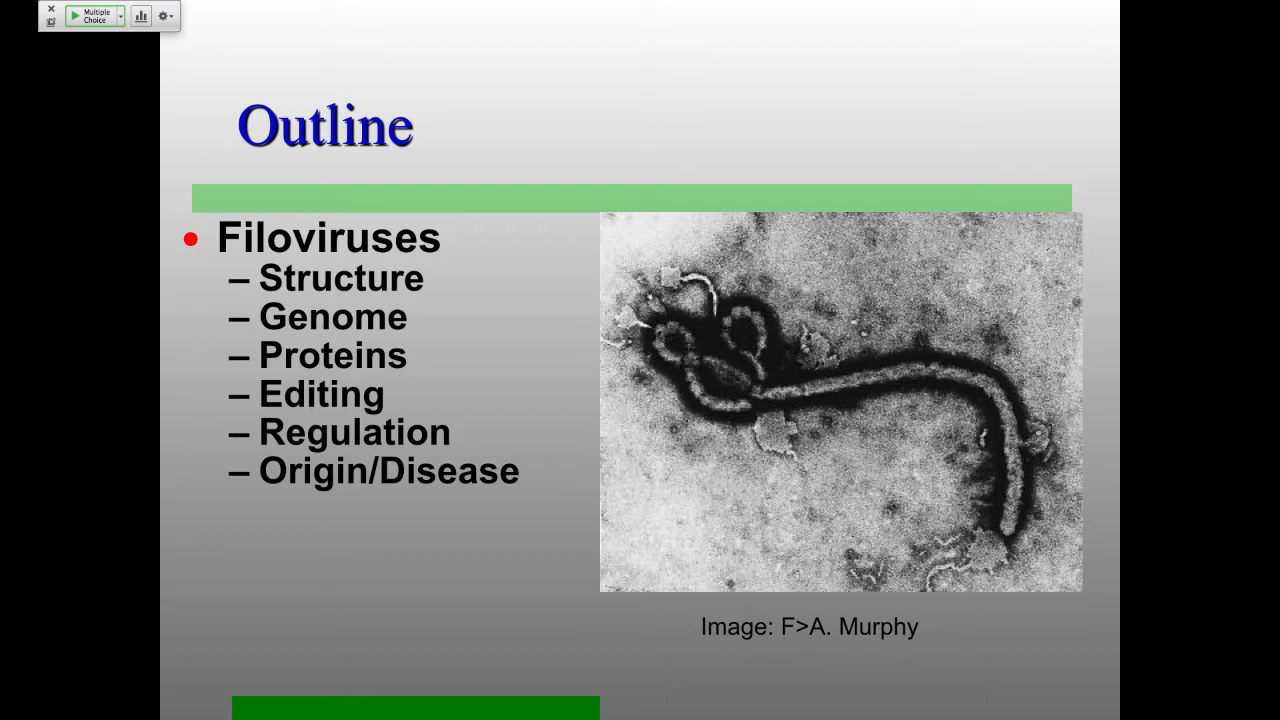 Multiple
Choice
Outline
• Filoviruses
– Structure
– Genome
– Proteins
– Editing
– Regulation
– Origin/Disease
Image: F>A. Murphy